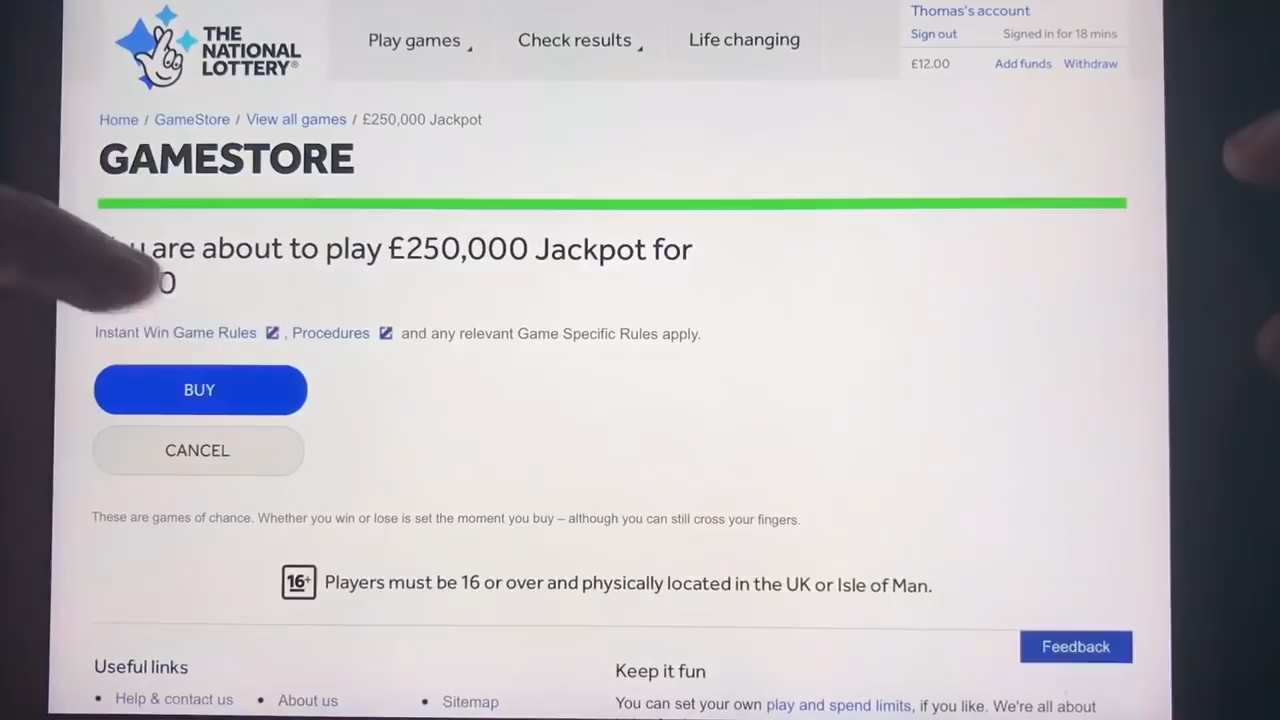 THE
NATIONAL
LOTTERY®
Play games
Check results
Life changing
Thomas's account
Sign out
Signed in for 18 mins
£12.00
Add funds
Withdraw
Home / GameStore / View all games / £250,000 Jackpot
GAMESTORE
are about to play £250,000 Jackpot for
Instant Win Game Rules , Procedures and any relevant Game Specific Rules apply.
BUY
CANCEL
These are games of chance. Whether you win or lose is set the moment you buy – although you can still cross your fingers.
16+ Players must be 16 or over and physically located in the UK or Isle of Man.
Feedback
Useful links
Keep it fun
• Help & contact us
• About us
• Sitemap
You can set your own play and spend limits, if you like. We're all about